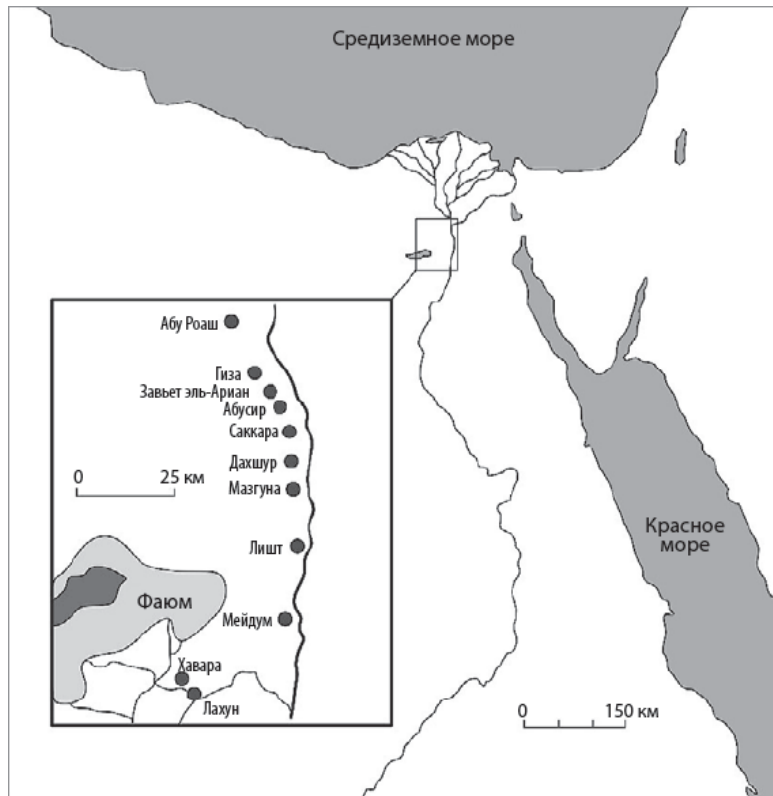 Средиземное море
Абу Роаш
Гиза
Завьет эль-Ариан
Абусир
Саккара
0 25 км
Дахшур
Мазгуна
Лишт
Красное
море
Фаюм
Мейдум
Хавара
Лахун
0 150 км